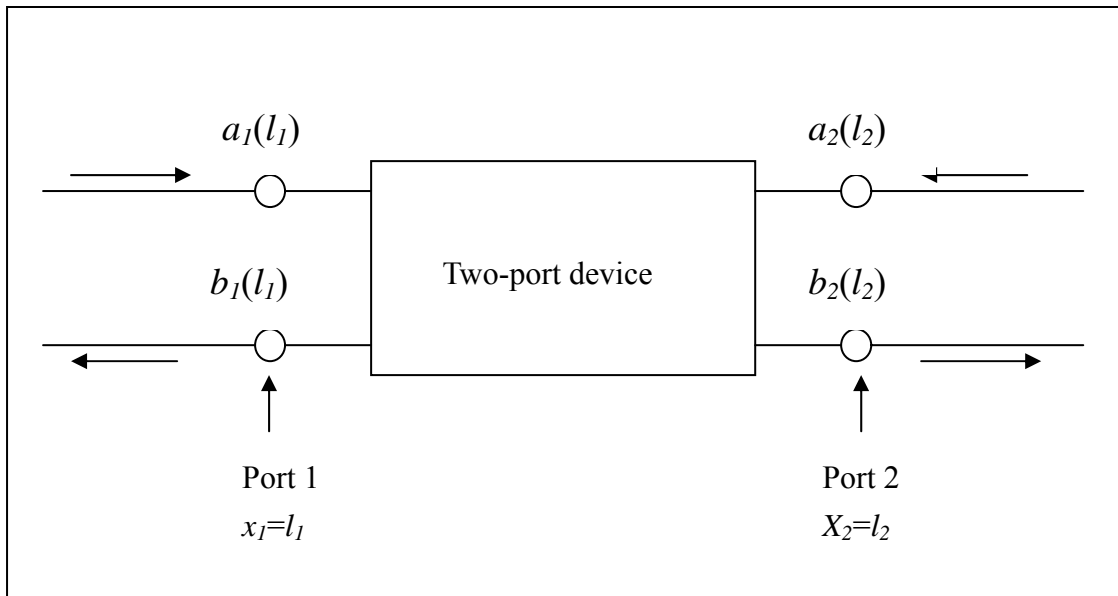 a1(l1) a2(l2)
b1(l1) Two-port device b2(l2)
Port 1 Port 2
x1=l1 X2=l2